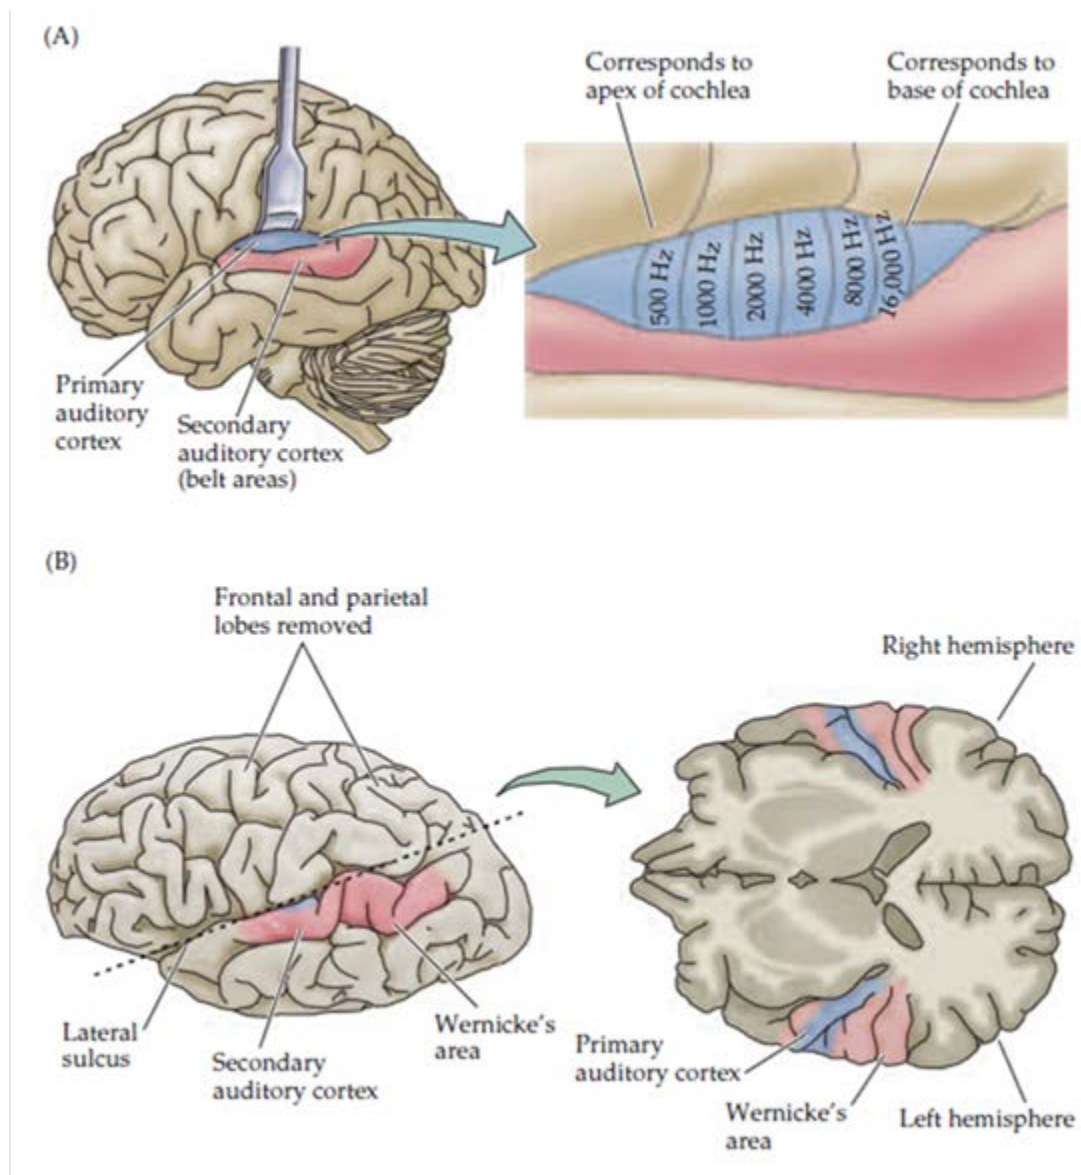 (A)
Corresponds to
apex of cochlea
Corresponds to
base of cochlea
500 Hz
1000 Hz
2000 Hz
4000 Hz
8000 Hz
16,000 Hz
Primary
auditory
cortex
Secondary
auditory cortex
(belt areas)
(B)
Frontal and parietal
lobes removed
Right hemisphere
Lateral
sulcus
Secondary
auditory cortex
Wernicke's
area
Primary
auditory cortex
Wernicke's
area
Left hemisphere